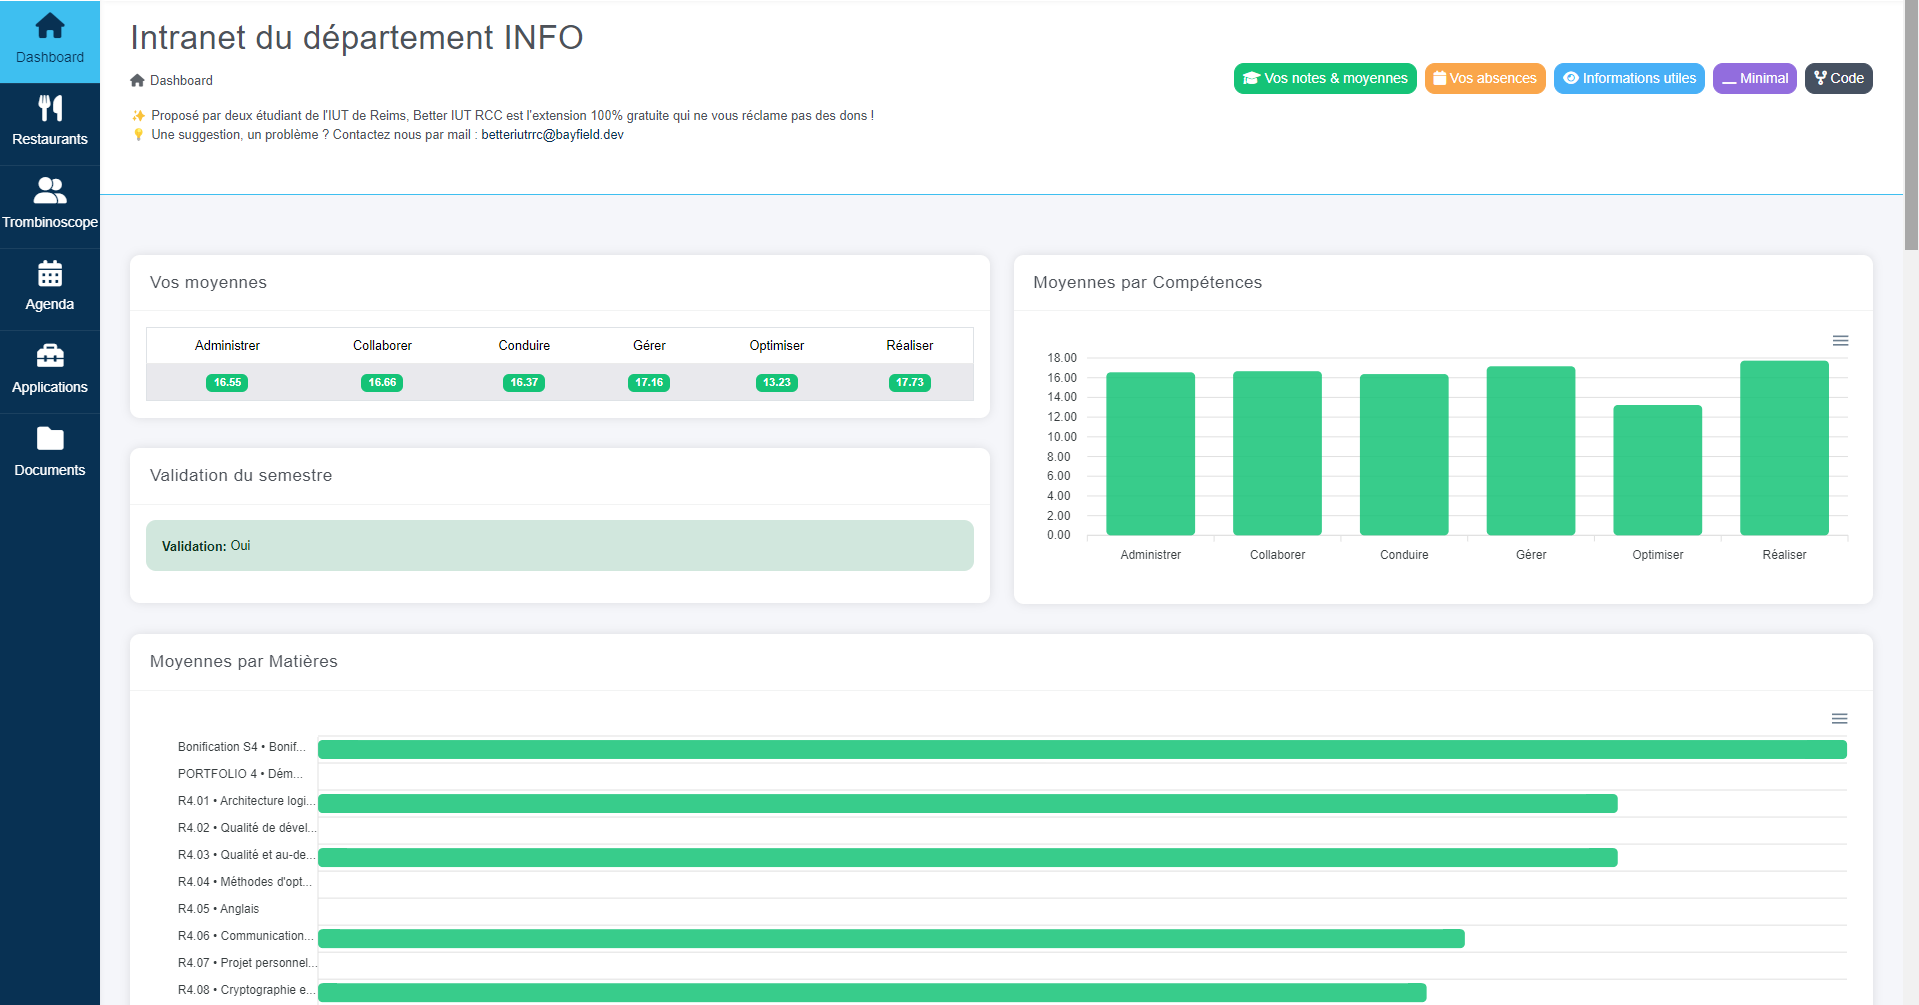 Dashboard
Restaurants
Trombinoscope
Agenda
Applications
Documents
Intranet du département INFO
Dashboard
Vos notes & moyennes
Vos absences
Informations utiles
Minimal
Code
✨ Proposé par deux étudiant de l'IUT de Reims, Better IUT RCC est l'extension 100% gratuite qui ne vous réclame pas des dons !
💡 Une suggestion, un problème ? Contactez nous par mail : betteriutrrc@bayfield.dev
Vos moyennes
Administrer Collaborer Conduire Gérer Optimiser Réaliser
16.55 16.66 16.37 17.16 13.23 17.73
Validation du semestre
Validation: Oui
Moyennes par Compétences
18.00
16.00
14.00
12.00
10.00
8.00
6.00
4.00
2.00
0.00
Administrer Collaborer Conduire Gérer Optimiser Réaliser
Moyennes par Matières
Bonification S4 • Bonif...
PORTFOLIO 4 • Dém...
R4.01 • Architecture logi...
R4.02 • Qualité de dével...
R4.03 • Qualité et au-de...
R4.04 • Méthodes d'opt...
R4.05 • Anglais
R4.06 • Communication...
R4.07 • Projet personnel...
R4.08 • Cryptographie e...